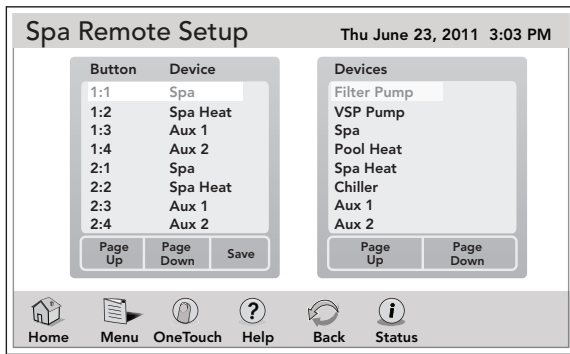 Spa Remote Setup
Thu June 23, 2011 3:03 PM
Button Device
1:1 Spa
1:2 Spa Heat
1:3 Aux 1
1:4 Aux 2
2:1 Spa
2:2 Spa Heat
2:3 Aux 1
2:4 Aux 2
Page Up
Page Down
Save
Devices
Filter Pump
VSP Pump
Spa
Pool Heat
Spa Heat
Chiller
Aux 1
Aux 2
Page Up
Page Down
Home
Menu
OneTouch
?
Help
Back
i
Status